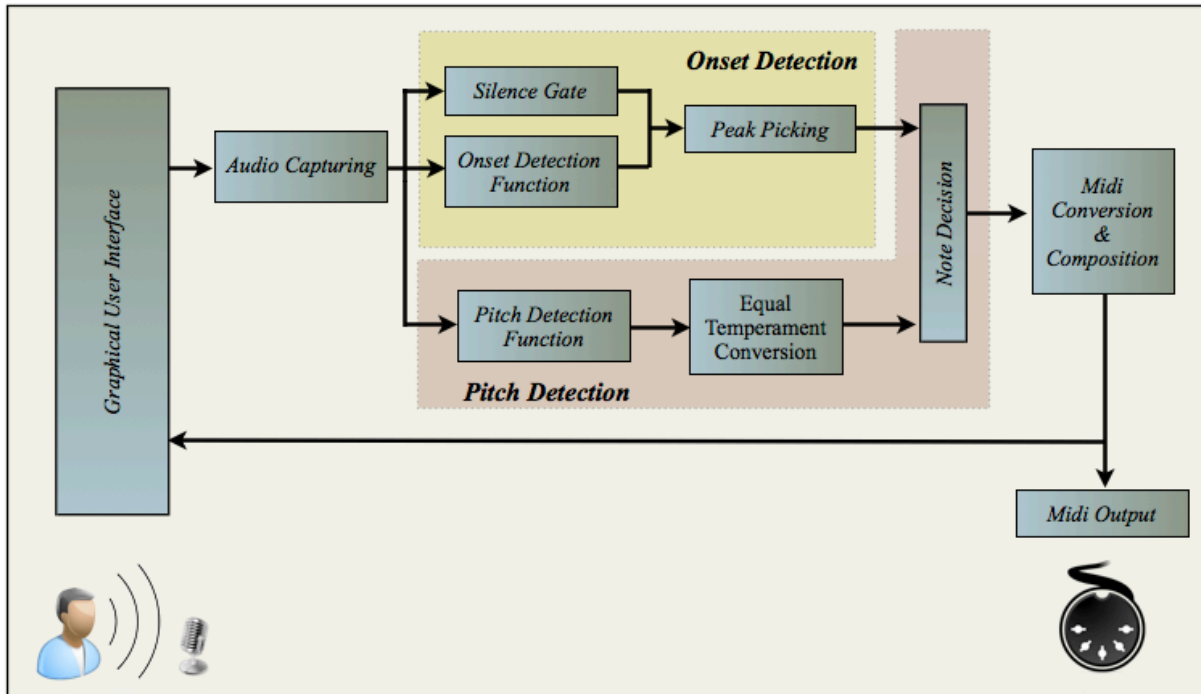 Onset Detection
Silence Gate
Peak Picking
Audio Capturing
Onset Detection
Function
Graphical User Interface
Note Decision
Midi
Conversion
&
Composition
Pitch Detection
Function
Equal
Temperament
Conversion
Pitch Detection
Midi Output